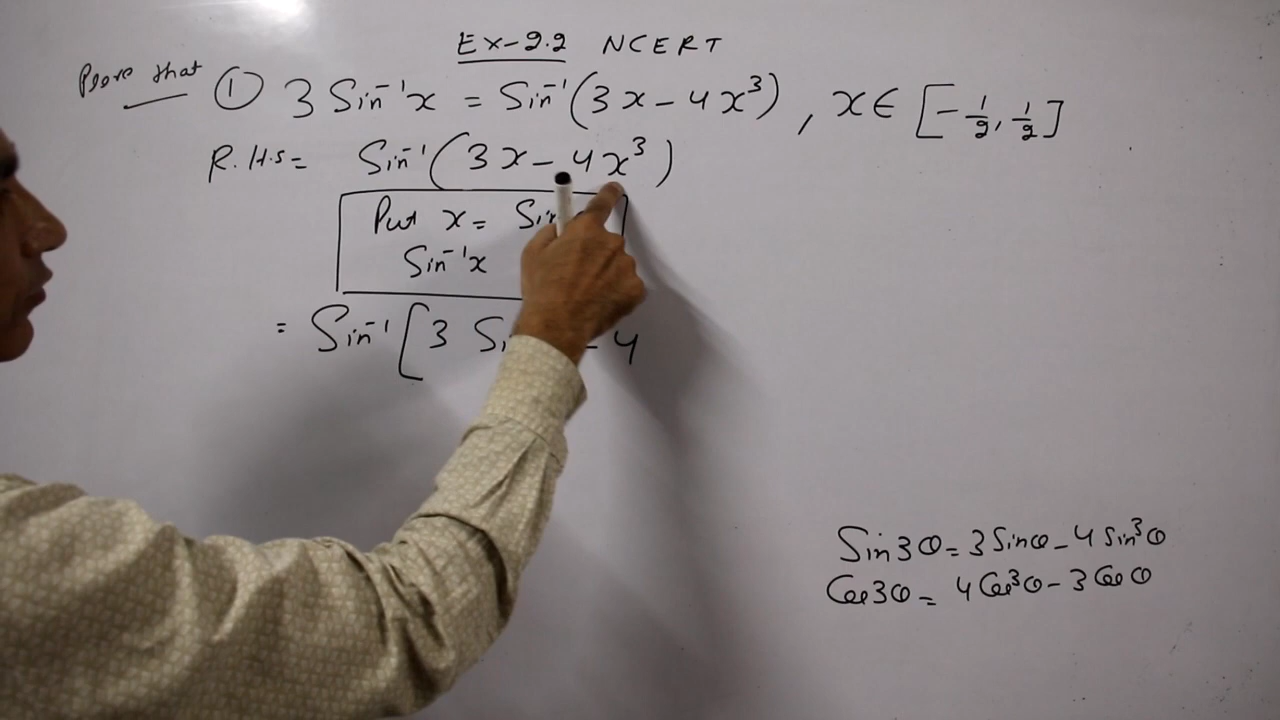 Ex-2.2 NCERT
Prove that ① 3 Sin⁻¹x = Sin⁻¹(3x - 4x³), x ∈ [-1/2, 1/2]
R.H.S = Sin⁻¹(3x - 4x³)
Put x =
Sin⁻¹x
= Sin⁻¹[3 - 4
Sin3θ = 3Sinθ - 4Sin³θ
Cos3θ = 4Cos³θ - 3Cosθ